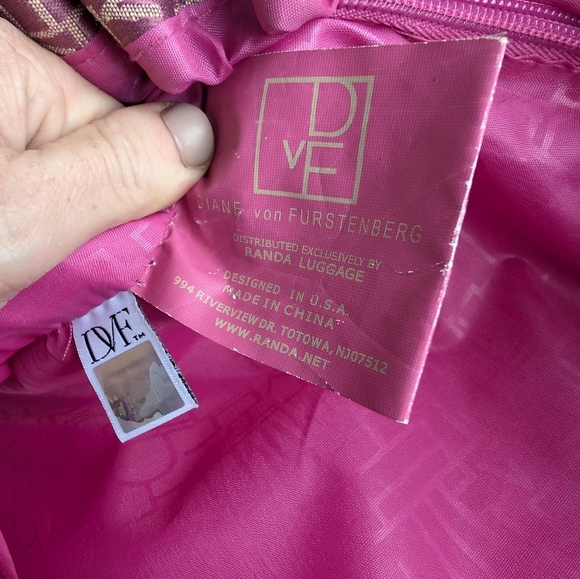 DVF
DIANE von FURSTENBERG
DISTRIBUTED EXCLUSIVELY BY
RANDA LUGGAGE
DESIGNED IN U.S.A.
MADE IN CHINA
994 RIVERVIEW DR. TOTOWA, NJ07512
WWW.RANDA.NET
DVF™